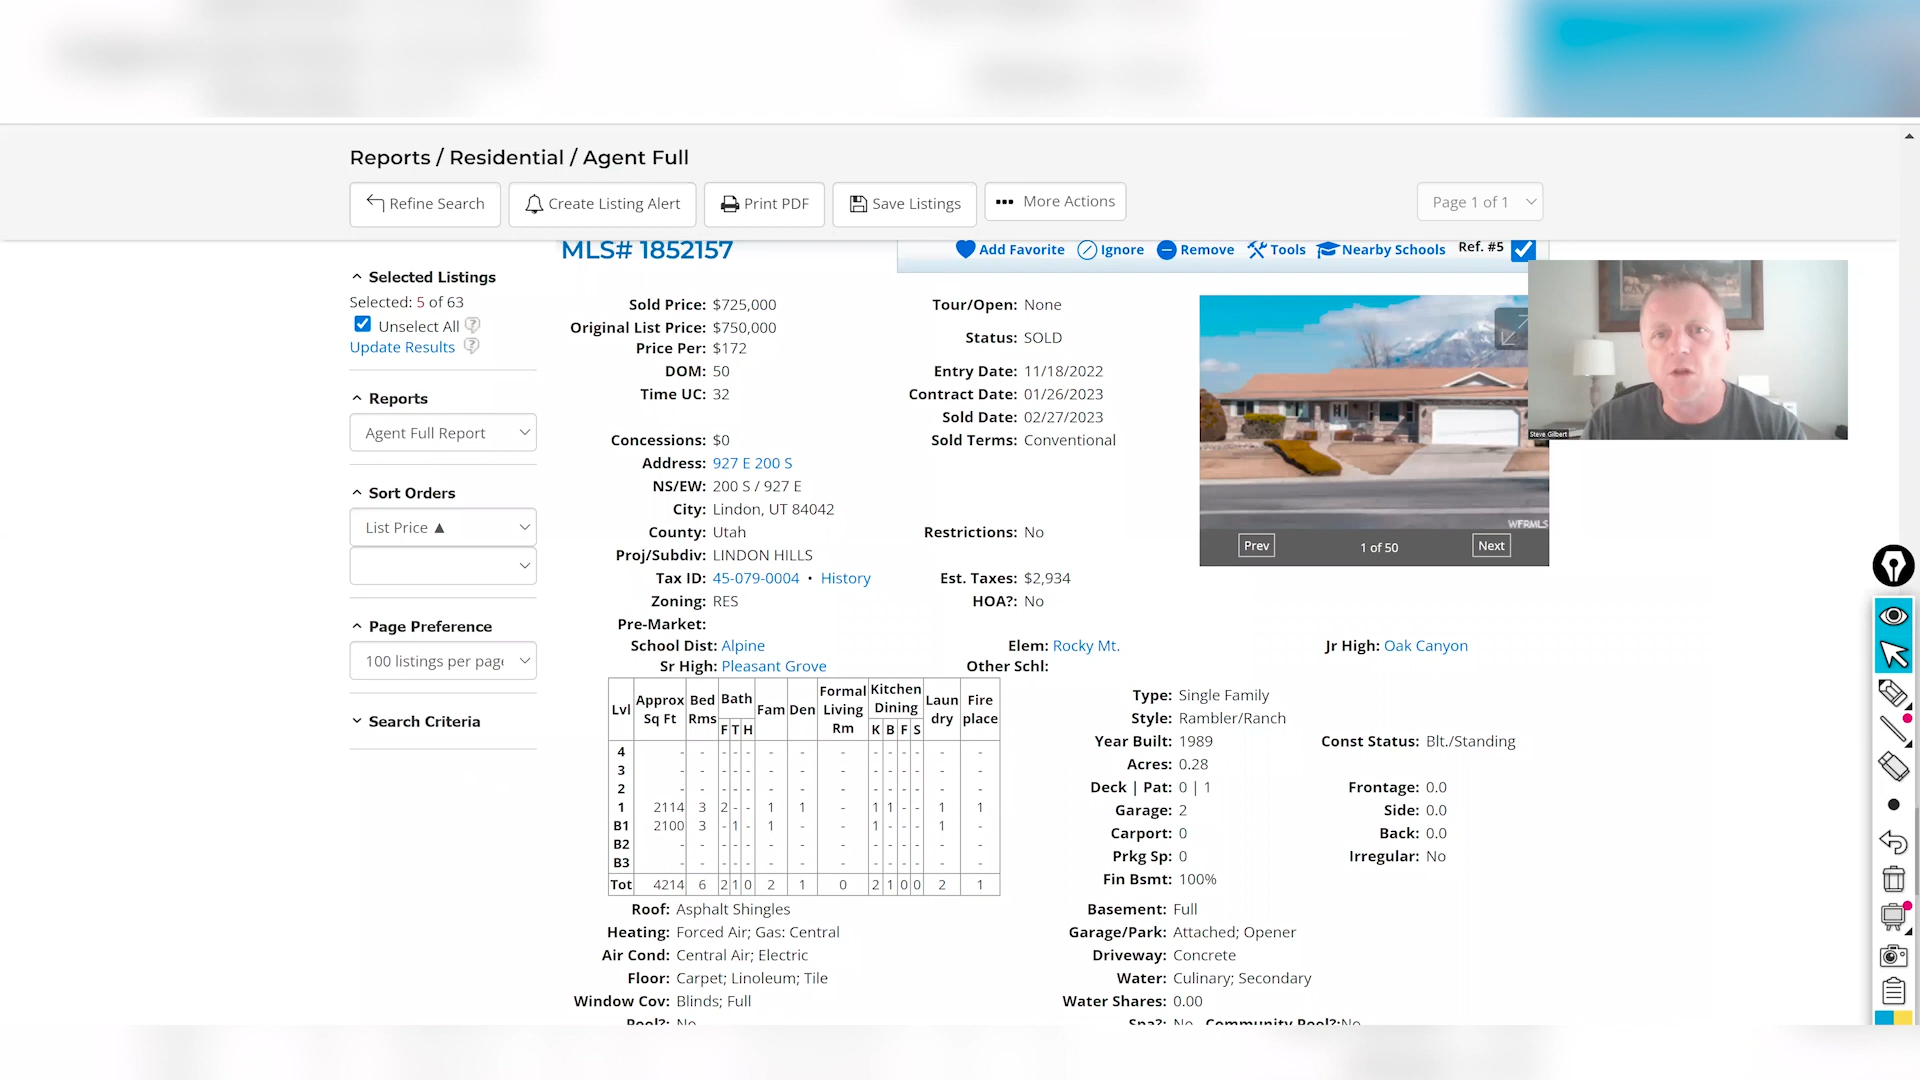 Reports / Residential / Agent Full
Refine Search
Create Listing Alert
Print PDF
Save Listings
More Actions
Page 1 of 1
MLS# 1852157
Add Favorite
Ignore
Remove
Tools
Nearby Schools
Ref. #5
Selected Listings
Selected: 5 of 63
Unselect All
Update Results
Reports
Agent Full Report
Sort Orders
List Price ▲
Page Preference
100 listings per page
Search Criteria
Sold Price: $725,000
Original List Price: $750,000
Price Per: $172
DOM: 50
Time UC: 32
Concessions: $0
Address: 927 E 200 S
NS/EW: 200 S / 927 E
City: Lindon, UT 84042
County: Utah
Proj/Subdiv: LINDON HILLS
Tax ID: 45-079-0004 • History
Zoning: RES
Pre-Market:
School Dist: Alpine
Sr High: Pleasant Grove
Tour/Open: None
Status: SOLD
Entry Date: 11/18/2022
Contract Date: 01/26/2023
Sold Date: 02/27/2023
Sold Terms: Conventional
Restrictions: No
Est. Taxes: $2,934
HOA?: No
Elem: Rocky Mt.
Other Schl:
Jr High: Oak Canyon
WFRMLS
Prev
1 of 50
Next
Steve Gilbert
Lvl Approx Sq Ft Bed Rms Bath F T H Fam Den Formal Living Rm Kitchen Dining K B F S Laun dry Fire place
4 - - - - - - - - - - - - - -
3 - - - - - - - - - - - - - -
2 - - - - - - - - - - - - - -
1 2114 3 2 - - 1 1 - 1 1 - - 1 1
B1 2100 3 - 1 - 1 - - 1 - - - 1 -
B2 - - - - - - - - - - - - - -
B3 - - - - - - - - - - - - - -
Tot 4214 6 2 1 0 2 1 0 2 1 0 0 2 1
Type: Single Family
Style: Rambler/Ranch
Year Built: 1989
Acres: 0.28
Deck | Pat: 0 | 1
Garage: 2
Carport: 0
Prkg Sp: 0
Fin Bsmt: 100%
Const Status: Blt./Standing
Frontage: 0.0
Side: 0.0
Back: 0.0
Irregular: No
Roof: Asphalt Shingles
Heating: Forced Air; Gas: Central
Air Cond: Central Air; Electric
Floor: Carpet; Linoleum; Tile
Window Cov: Blinds; Full
Pool?: No
Basement: Full
Garage/Park: Attached; Opener
Driveway: Concrete
Water: Culinary; Secondary
Water Shares: 0.00
Spa?: No Community Pool?: No